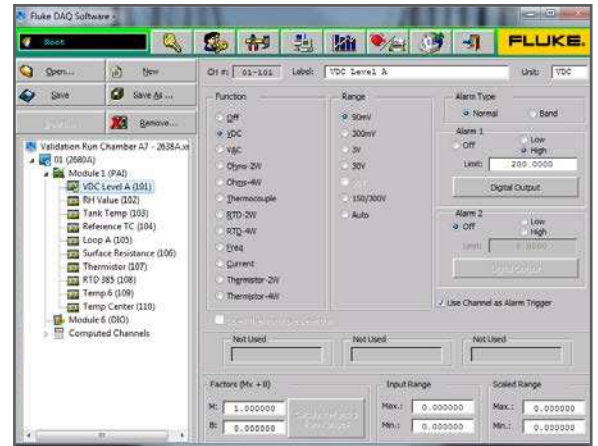 Fluke DAQ Software -
Root
FLUKE.
Open...
New
Save
Save As ...
Remove...
CH #: 01-101 Label: VDC Level A Unit: VDC
Validation Run Chamber A7 - 2638A.xr
01 (2680A)
Module 1 (PAI)
VDC Level A (101)
RH Value (102)
Tank Temp (103)
Reference TC (104)
Loop A (105)
Surface Resistance (106)
Thermistor (107)
RTD 385 (108)
Temp 6 (109)
Temp Center (110)
Module 6 (DIO)
Computed Channels
Function
Off
VDC
VAC
Ohms-2W
Ohms-4W
Thermocouple
RTD-2W
RTD-4W
Freq
Current
Thermistor-2W
Thermistor-4W
Range
90mV
300mV
3V
30V
150/300V
Auto
Alarm Type
Normal
Band
Alarm 1
Off
Low
High
Limit: 200.0000
Digital Output
Alarm 2
Off
Low
High
Limit: 0.0000
Digital Output
Use Channel as Alarm Trigger
Not Used
Not Used
Not Used
Factors (Mx + B)
M: 1.000000
B: 0.000000
Input Range
Max.: 0.000000
Min.: 0.000000
Scaled Range
Max.: 0.000000
Min.: 0.000000